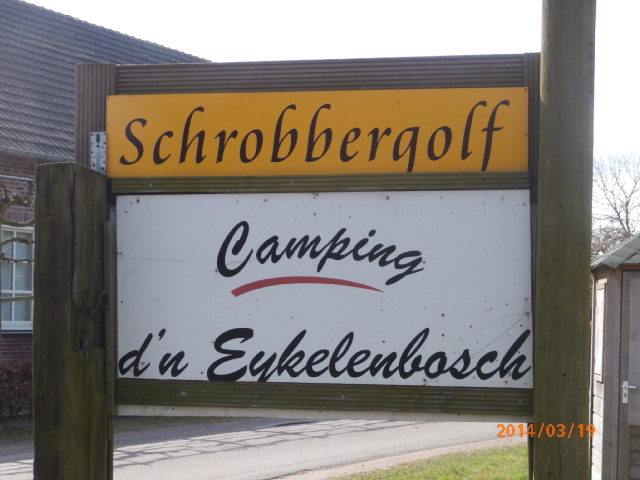 Schrobbergolf
Camping
d'n Eykelenbosch
2014/03/19